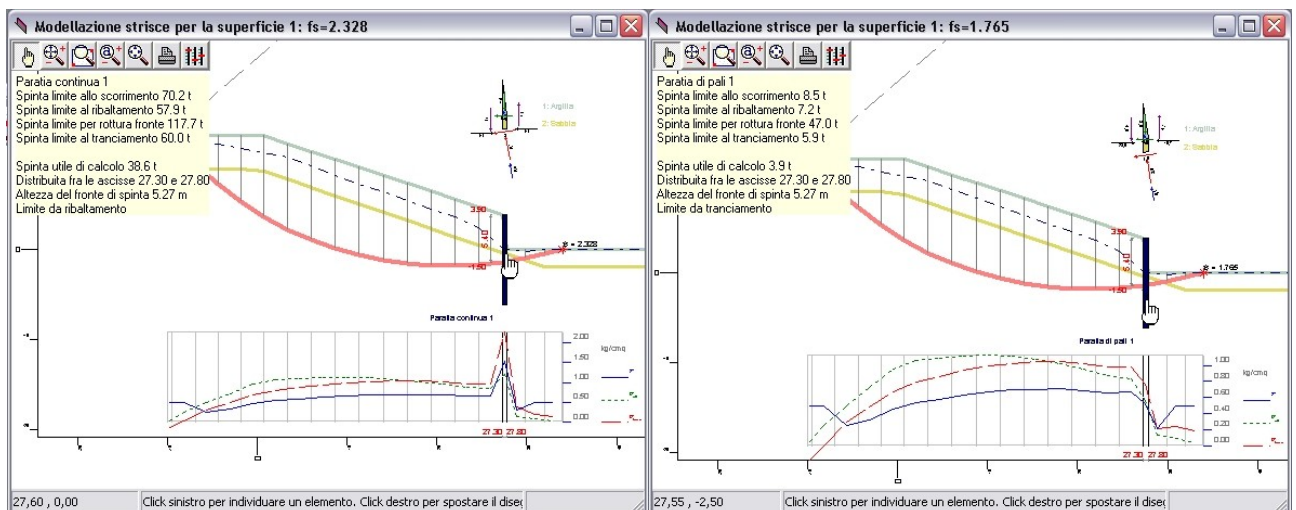 Modellazione strisce per la superficie 1: fs=2.328
Paratia continua 1
Spinta limite allo scorrimento 70.2 t
Spinta limite al ribaltamento 57.9 t
Spinta limite per rottura fronte 117.7 t
Spinta limite al tranciamento 60.0 t
Spinta utile di calcolo 38.6 t
Distribuita fra le ascisse 27.30 e 27.80
Altezza del fronte di spinta 5.27 m
Limite da ribaltamento
1: Argilla
2: Sabbia
3.90
5.40
-1.50
fs = 2.328
Paratia continua 1
2.00
kg/cmq
1.50
1.00
0.50
0.00
27.30 27.80
27,60 , 0,00
Click sinistro per individuare un elemento. Click destro per spostare il dise
Modellazione strisce per la superficie 1: fs=1.765
Paratia di pali 1
Spinta limite allo scorrimento 8.5 t
Spinta limite al ribaltamento 7.2 t
Spinta limite per rottura fronte 47.0 t
Spinta limite al tranciamento 5.9 t
Spinta utile di calcolo 3.9 t
Distribuita fra le ascisse 27.30 e 27.80
Altezza del fronte di spinta 5.27 m
Limite da tranciamento
1: Argilla
2: Sabbia
3.90
5.40
-1.50
fs = 1.765
Paratia di pali 1
1.00
kg/cmq
0.80
0.60
0.40
0.20
0.00
27.30 27.80
27,55 , -2,50
Click sinistro per individuare un elemento. Click destro per spostare il dise